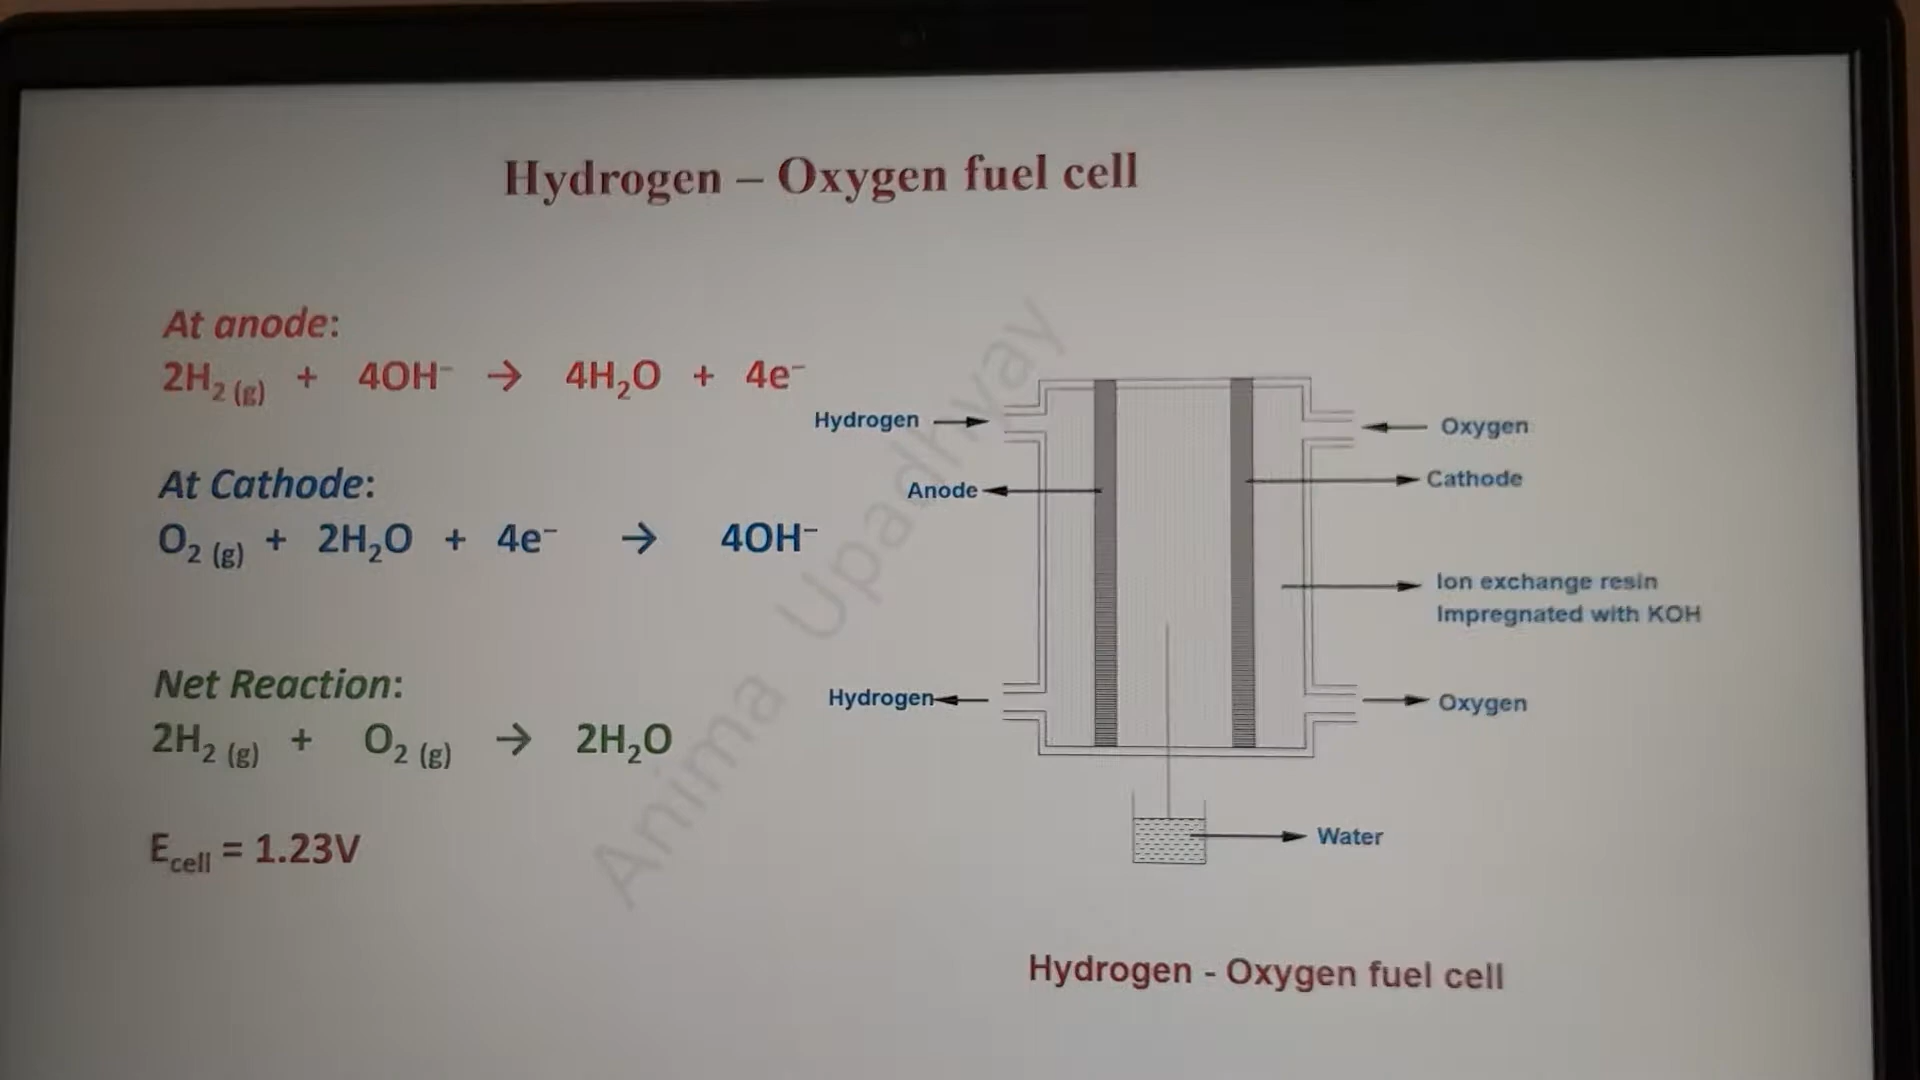 Hydrogen – Oxygen fuel cell
At anode:
2H₂ (g) + 4OH⁻ → 4H₂O + 4e⁻
At Cathode:
O₂ (g) + 2H₂O + 4e⁻ → 4OH⁻
Net Reaction:
2H₂ (g) + O₂ (g) → 2H₂O
E cell = 1.23V
Hydrogen
Oxygen
Anode
Cathode
Ion exchange resin
Impregnated with KOH
Hydrogen
Oxygen
Water
Hydrogen - Oxygen fuel cell
Anima Upadhyay